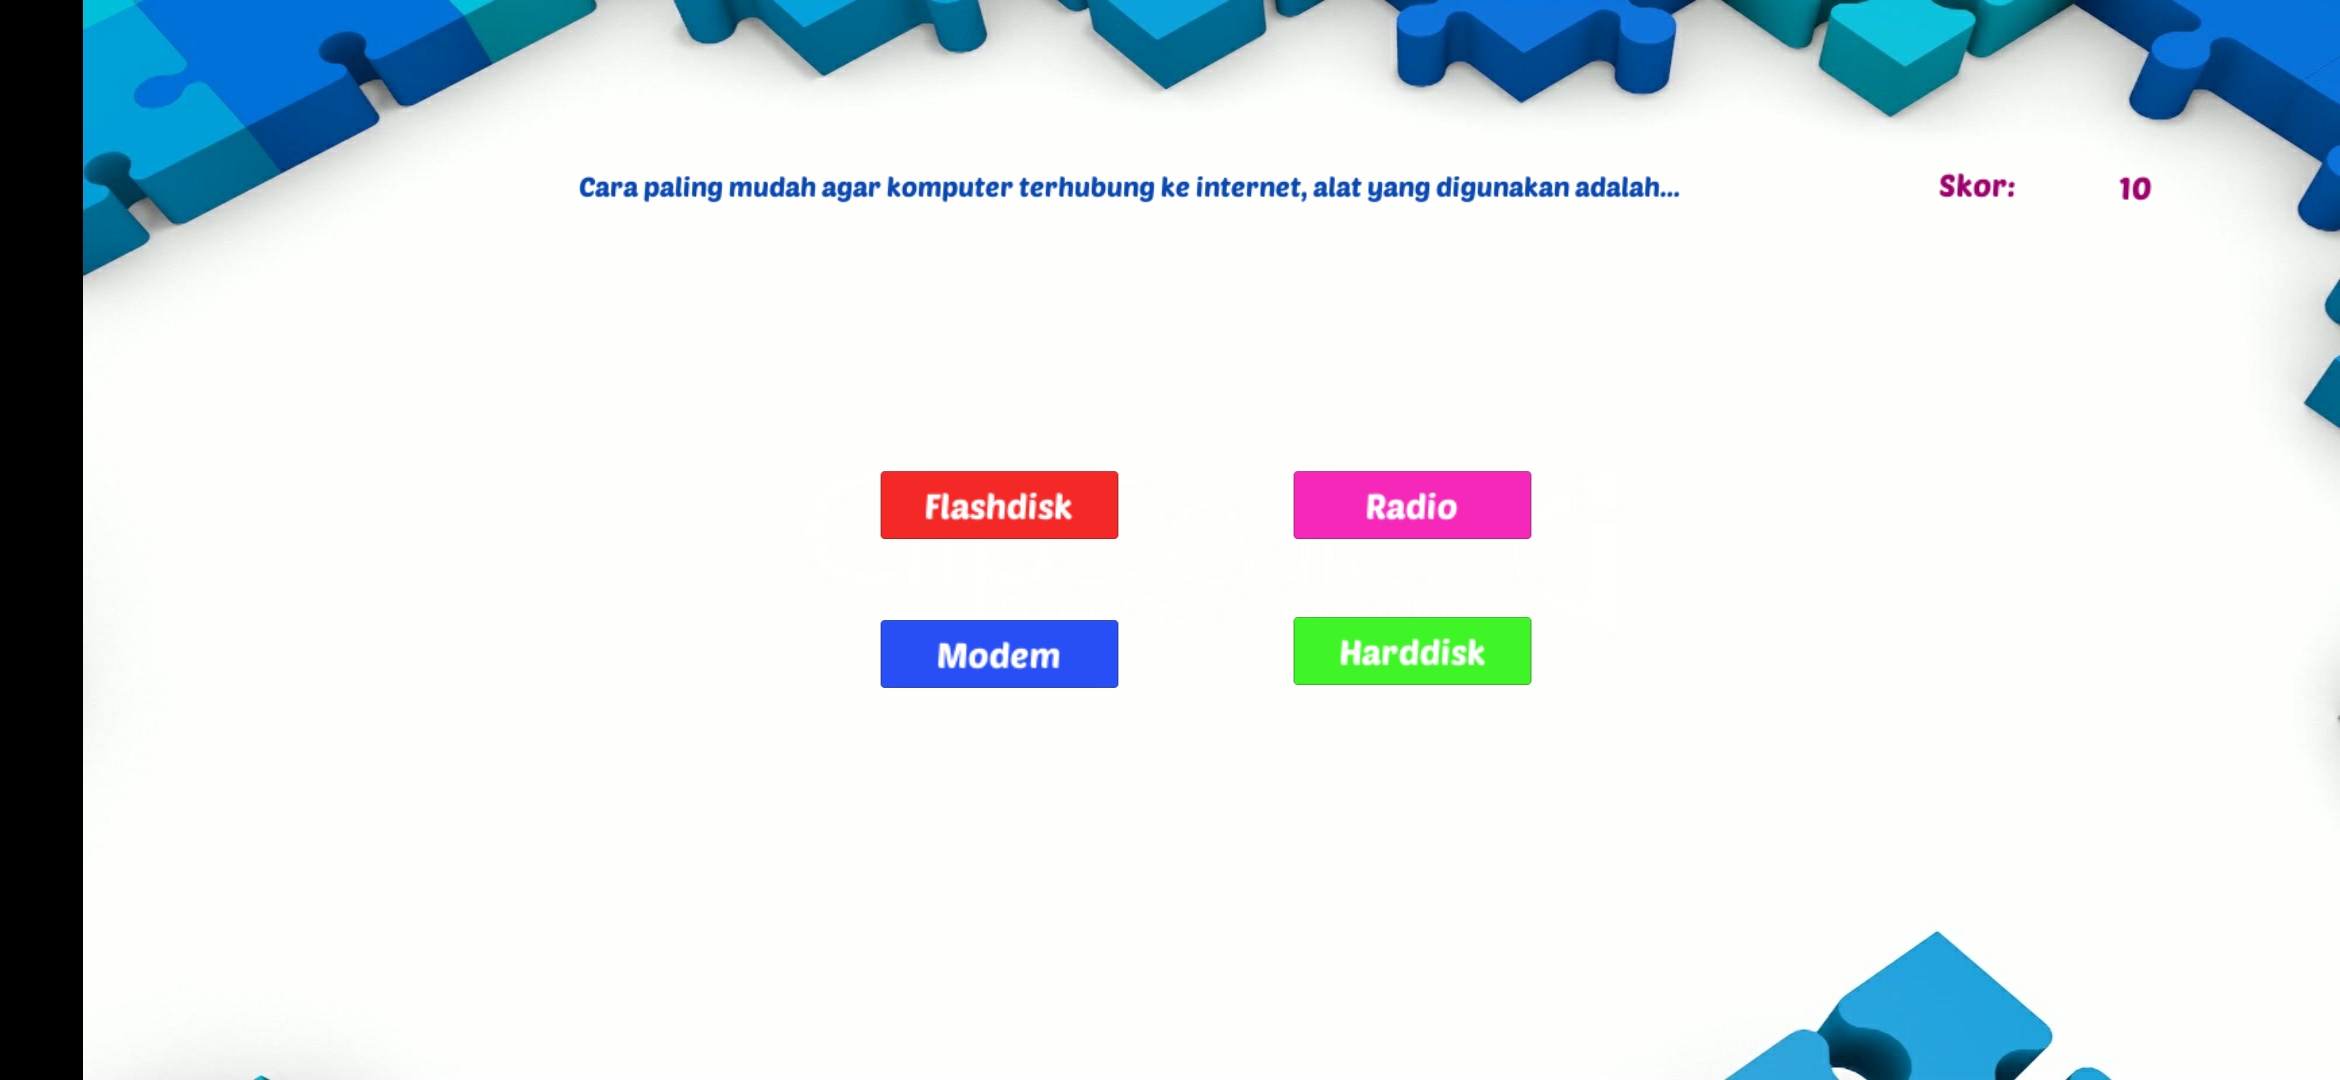 Cara paling mudah agar komputer terhubung ke internet, alat yang digunakan adalah...
Skor: 10
Flashdisk
Radio
Modem
Harddisk